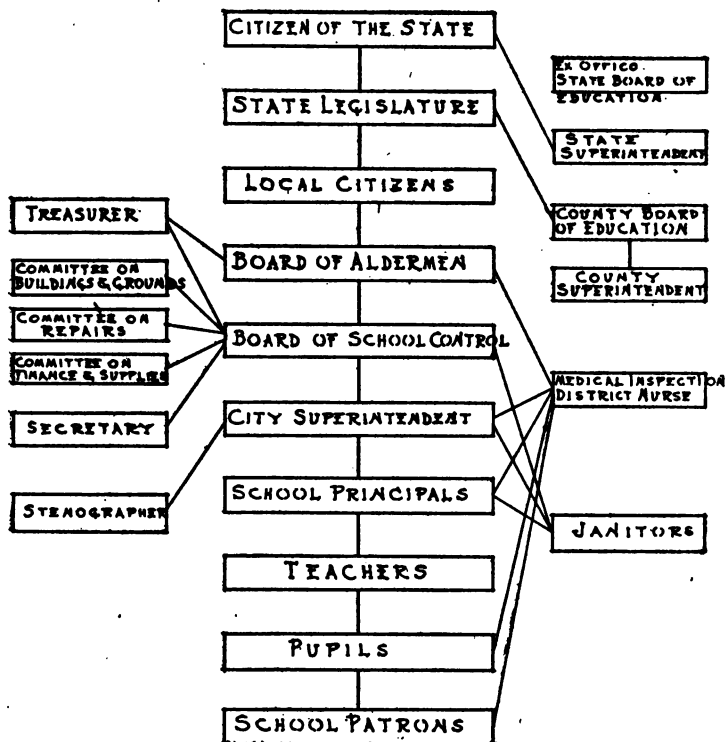 CITIZEN OF THE STATE
EX OFFICO
STATE BOARD OF
EDUCATION
STATE LEGISLATURE
STATE
SUPERINTENDENT
LOCAL CITIZENS
TREASURER
COUNTY BOARD
OF EDUCATION
BOARD OF ALDERMEN
COMMITTEE ON
BUILDINGS & GROUNDS
COUNTY
SUPERINTENDENT
COMMITTEE ON
REPAIRS
BOARD OF SCHOOL CONTROL
COMMITTEE ON
FINANCE & SUPPLIES
MEDICAL INSPECTION
DISTRICT NURSE
SECRETARY
CITY SUPERINTENDENT
STENOGRAPHER
SCHOOL PRINCIPALS
JANITORS
TEACHERS
PUPILS
SCHOOL PATRONS